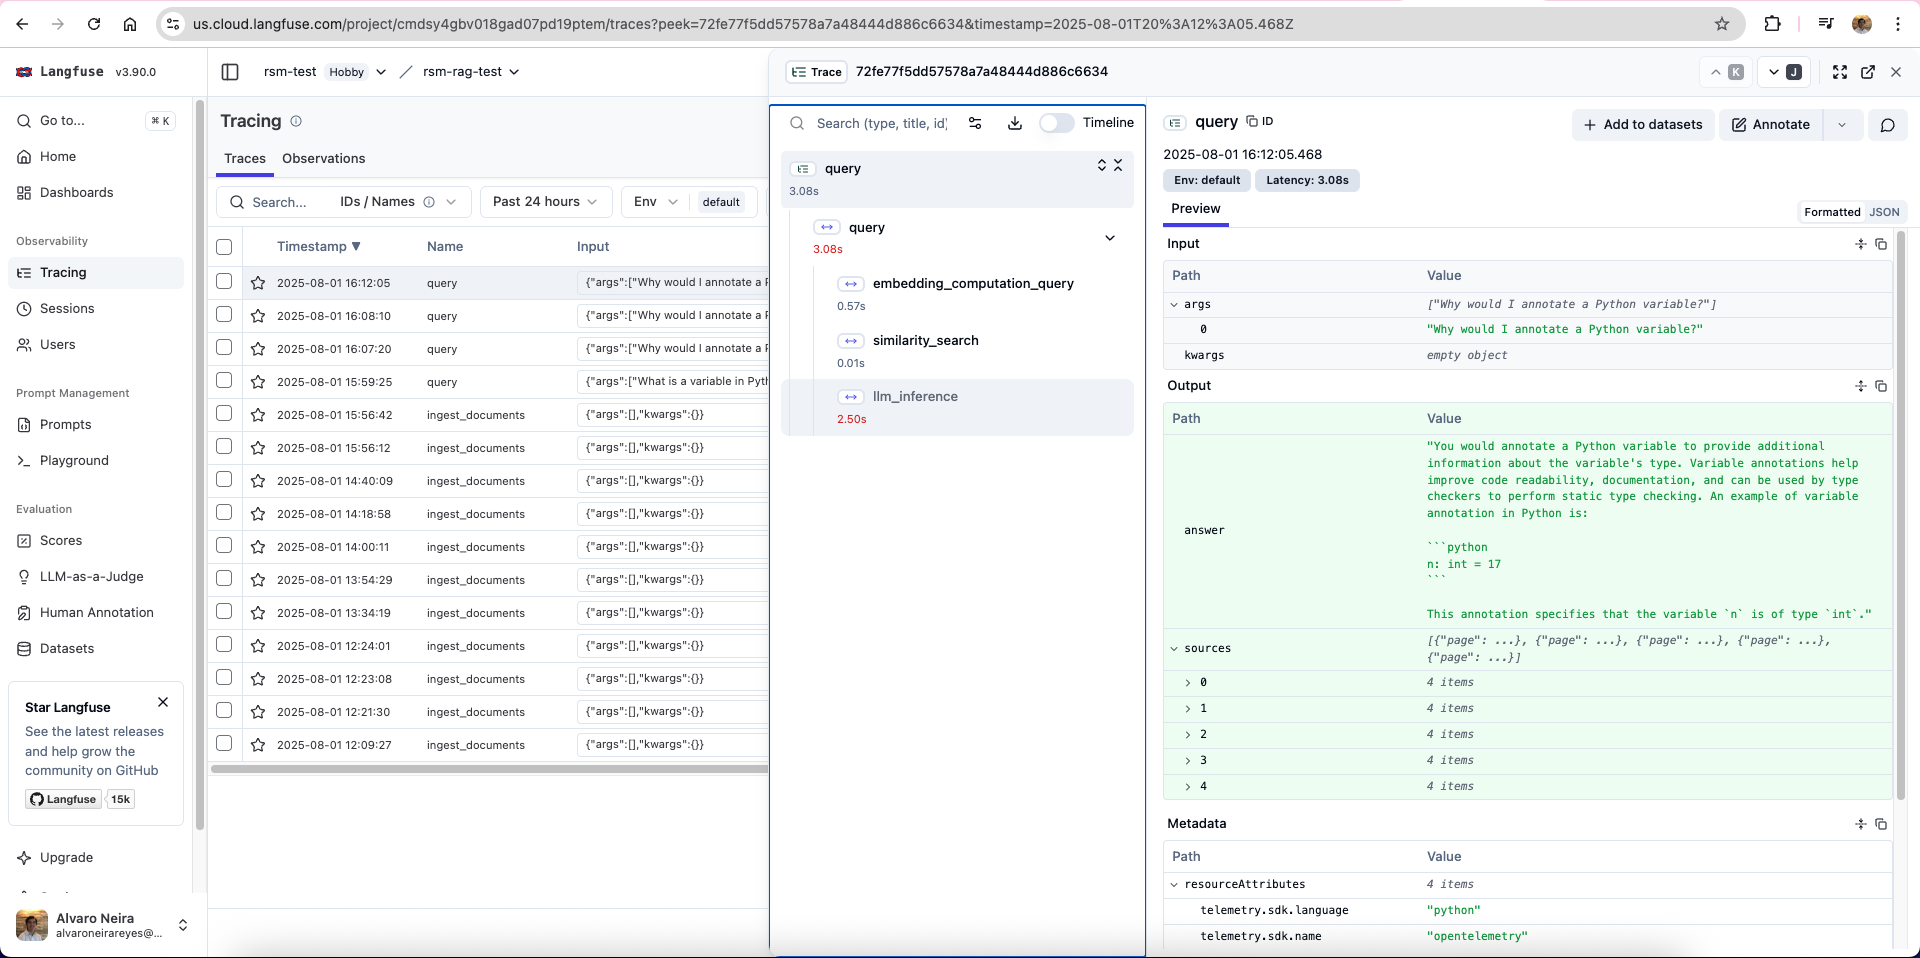 us.cloud.langfuse.com/project/cmdsy4gbv018gad07pd19ptem/traces?peek=72fe77f5dd57578a7a48444d886c6634&timestamp=2025-08-01T20%3A12%3A05.468Z
Langfuse v3.90.0
Go to... ⌘ K
Home
Dashboards
Observability
Tracing
Sessions
Users
Prompt Management
Prompts
Playground
Evaluation
Scores
LLM-as-a-Judge
Human Annotation
Datasets
Star Langfuse
See the latest releases
and help grow the
community on GitHub
Langfuse 15k
Upgrade
Alvaro Neira
alvaroneirareyes@...
rsm-test Hobby / rsm-rag-test
Tracing
Traces Observations
Search... IDs / Names Past 24 hours Env default
Timestamp ▼ Name Input
2025-08-01 16:12:05 query {"args":["Why would I annotate a P
2025-08-01 16:08:10 query {"args":["Why would I annotate a P
2025-08-01 16:07:20 query {"args":["Why would I annotate a P
2025-08-01 15:59:25 query {"args":["What is a variable in Pyth
2025-08-01 15:56:42 ingest_documents {"args":[],"kwargs":{}}
2025-08-01 15:56:12 ingest_documents {"args":[],"kwargs":{}}
2025-08-01 14:40:09 ingest_documents {"args":[],"kwargs":{}}
2025-08-01 14:18:58 ingest_documents {"args":[],"kwargs":{}}
2025-08-01 14:00:11 ingest_documents {"args":[],"kwargs":{}}
2025-08-01 13:54:29 ingest_documents {"args":[],"kwargs":{}}
2025-08-01 13:34:19 ingest_documents {"args":[],"kwargs":{}}
2025-08-01 12:24:01 ingest_documents {"args":[],"kwargs":{}}
2025-08-01 12:23:08 ingest_documents {"args":[],"kwargs":{}}
2025-08-01 12:21:30 ingest_documents {"args":[],"kwargs":{}}
2025-08-01 12:09:27 ingest_documents {"args":[],"kwargs":{}}
Trace 72fe77f5dd57578a7a48444d886c6634
K J
Search (type, title, id) Timeline
query
3.08s
query
3.08s
embedding_computation_query
0.57s
similarity_search
0.01s
llm_inference
2.50s
query ID
Add to datasets Annotate
2025-08-01 16:12:05.468
Env: default Latency: 3.08s
Preview
Formatted JSON
Input
Path Value
args ["Why would I annotate a Python variable?"]
0 "Why would I annotate a Python variable?"
kwargs empty object
Output
Path Value
answer
"You would annotate a Python variable to provide additional
information about the variable's type. Variable annotations help
improve code readability, documentation, and can be used by type
checkers to perform static type checking. An example of variable
annotation in Python is:
```python
n: int = 17
```
This annotation specifies that the variable `n` is of type `int`."
sources [{"page": ...}, {"page": ...}, {"page": ...}, {"page": ...},
{"page": ...}]
0 4 items
1 4 items
2 4 items
3 4 items
4 4 items
Metadata
Path Value
resourceAttributes 4 items
telemetry.sdk.language "python"
telemetry.sdk.name "opentelemetry"